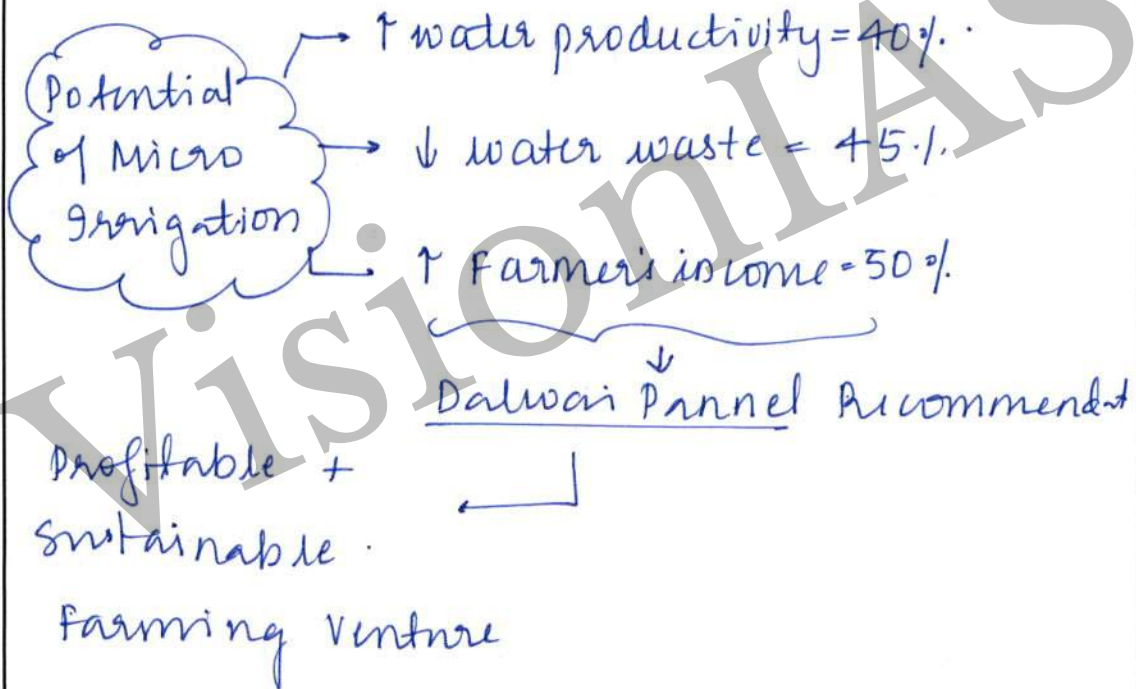 Potential
of Micro
Irrigation
↑ water productivity = 40%.
↓ water waste = 45%.
↑ Farmer's income = 50%
↓
Dalwai Pannel Recommendat
Profitable +
Sustainable.
Farming Venture
VisionIAS